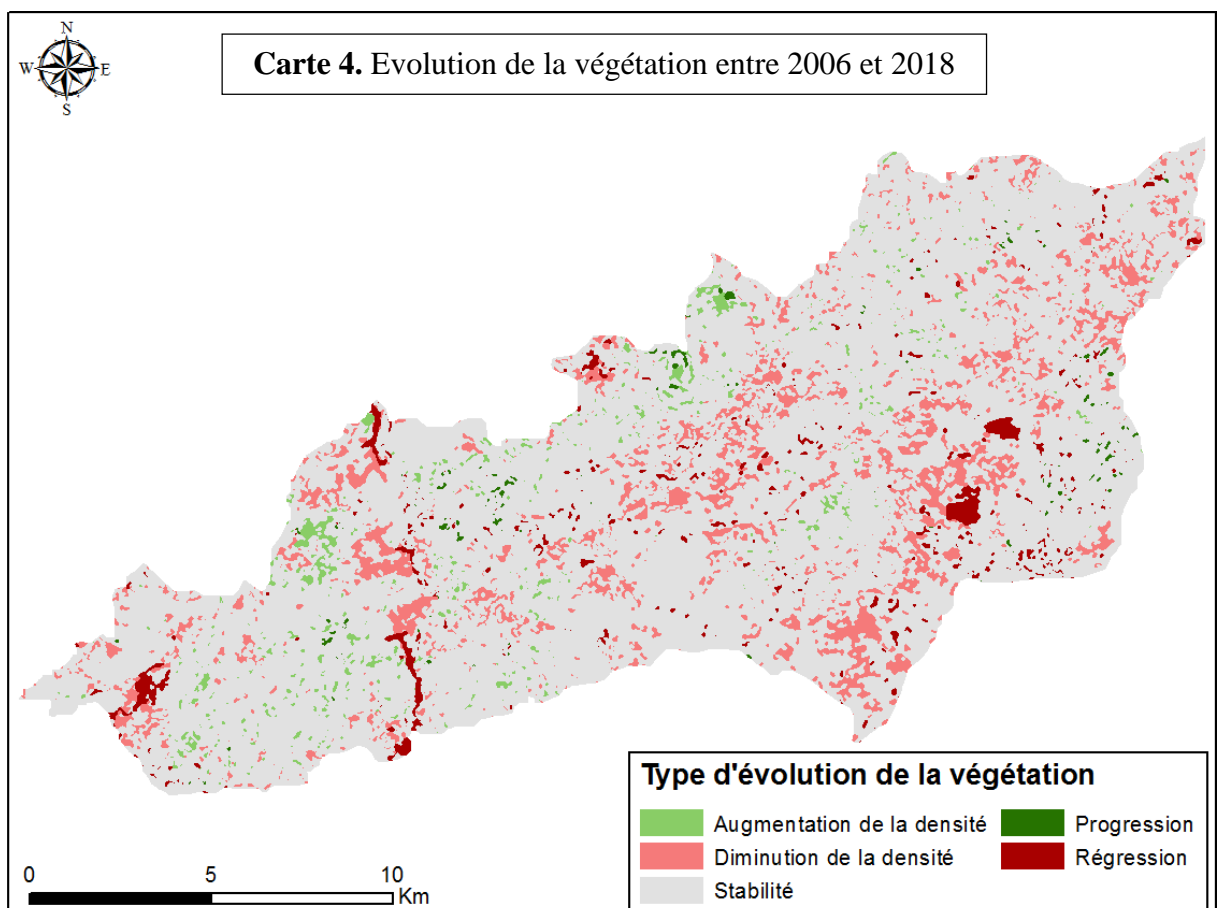 N
W E
S
Carte 4. Evolution de la végétation entre 2006 et 2018
Type d'évolution de la végétation
Augmentation de la densité Progression
Diminution de la densité Régression
Stabilité
0 5 10
Km